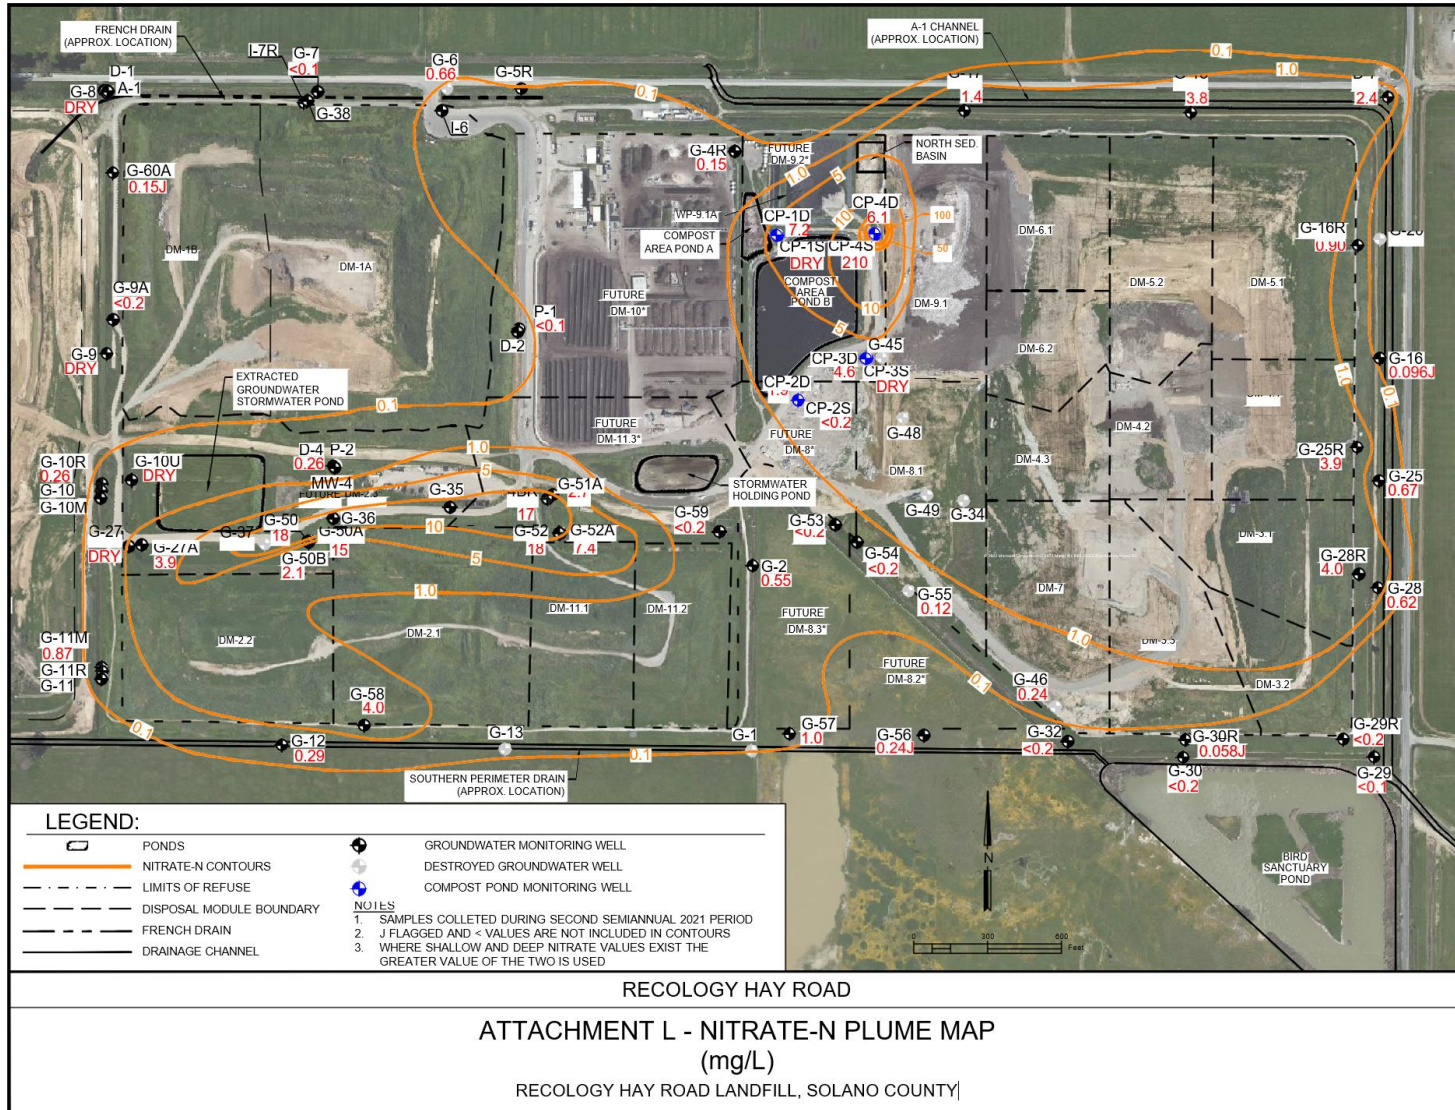 FRENCH DRAIN
(APPROX. LOCATION)
A-1 CHANNEL
(APPROX. LOCATION)
0.1
1.0
I-7R
G-7
<0.1
G-6
0.66
G-5R
0.1
D-1
G-8
A-1
DRY
G-38
I-6
1.4
3.8
2.4
G-4R
0.15
FUTURE
DM-9.2*
NORTH SED.
BASIN
1.0
5
G-60A
0.15J
WP-9.1A
COMPOST
AREA POND A
CP-1D
7.2
CP-1S
DRY
10
CP-4D
6.1
CP-4S
210
100
50
DM-6.1
G-16R
0.90
G-20
DM-1B
DM-1A
COMPOST
AREA
POND B
10
5
DM-9.1
DM-5.2
DM-5.1
FUTURE
DM-10*
G-9A
<0.2
G-9
DRY
P-1
<0.1
D-2
G-45
CP-3D
4.6
CP-3S
DRY
DM-6.2
G-16
0.096J
1.0
0.1
EXTRACTED
GROUNDWATER
STORMWATER POND
0.1
CP-2D
1.9
CP-2S
<0.2
G-48
DM-4.2
FUTURE
DM-11.3*
FUTURE
DM-8*
DM-8.1
DM-4.3
G-25R
3.9
G-25
0.67
G-10R
0.26
G-10
G-10M
G-10U
DRY
D-4
P-2
0.26
MW-4
FUTURE DM-2.3*
1.0
5
G-35
G-51A
2.7
17
STORMWATER
HOLDING POND
G-49
G-34
G-27
DRY
G-27A
3.9
G-37
G-50
18
G-36
G-50A
15
G-50B
2.1
10
5
G-52
18
G-52A
7.4
G-59
<0.2
G-53
<0.2
G-54
<0.2
DM-3.1
G-2
0.55
G-28R
4.0
G-28
0.62
1.0
G-55
0.12
DM-7
DM-11.1
DM-11.2
FUTURE
DM-8.3*
1.0
DM-2.2
DM-2.1
G-11M
0.87
G-11R
G-11
FUTURE
DM-8.2*
0.1
DM-3.3
DM-3.2
G-46
0.24
G-58
4.0
0.1
G-12
0.29
G-13
0.1
G-1
G-57
1.0
G-56
0.24J
G-32
<0.2
G-30R
0.058J
G-30
<0.2
G-29R
<0.2
G-29
<0.1
SOUTHERN PERIMETER DRAIN
(APPROX. LOCATION)
BIRD
SANCTUARY
POND
N
0
300
600
Feet
LEGEND:
PONDS
NITRATE-N CONTOURS
LIMITS OF REFUSE
DISPOSAL MODULE BOUNDARY
FRENCH DRAIN
DRAINAGE CHANNEL
GROUNDWATER MONITORING WELL
DESTROYED GROUNDWATER WELL
COMPOST POND MONITORING WELL
NOTES
1. SAMPLES COLLETED DURING SECOND SEMIANNUAL 2021 PERIOD
2. J FLAGGED AND < VALUES ARE NOT INCLUDED IN CONTOURS
3. WHERE SHALLOW AND DEEP NITRATE VALUES EXIST THE
GREATER VALUE OF THE TWO IS USED
RECOLOGY HAY ROAD
ATTACHMENT L - NITRATE-N PLUME MAP
(mg/L)
RECOLOGY HAY ROAD LANDFILL, SOLANO COUNTY